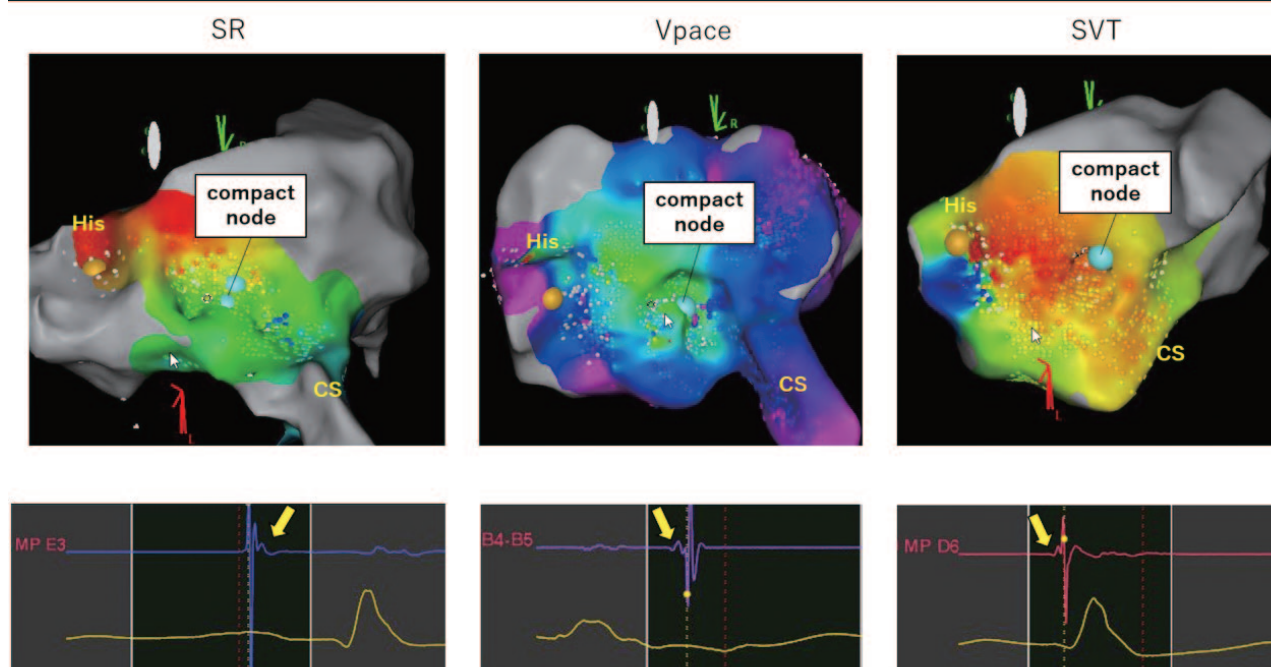 SR
Vpace
SVT
compact
node
His
CS
R
L
compact
node
His
CS
R
compact
node
His
CS
L
MP E3
B4-B5
MP D6